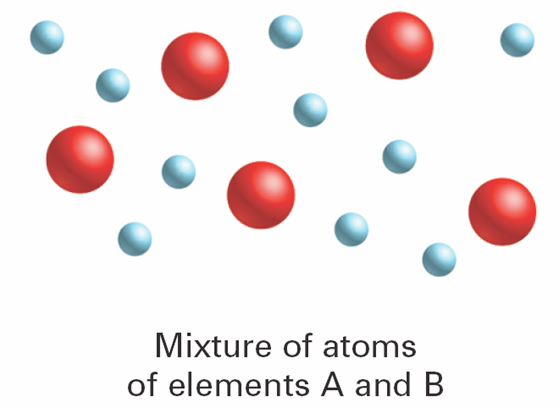 Mixture of atoms
of elements A and B